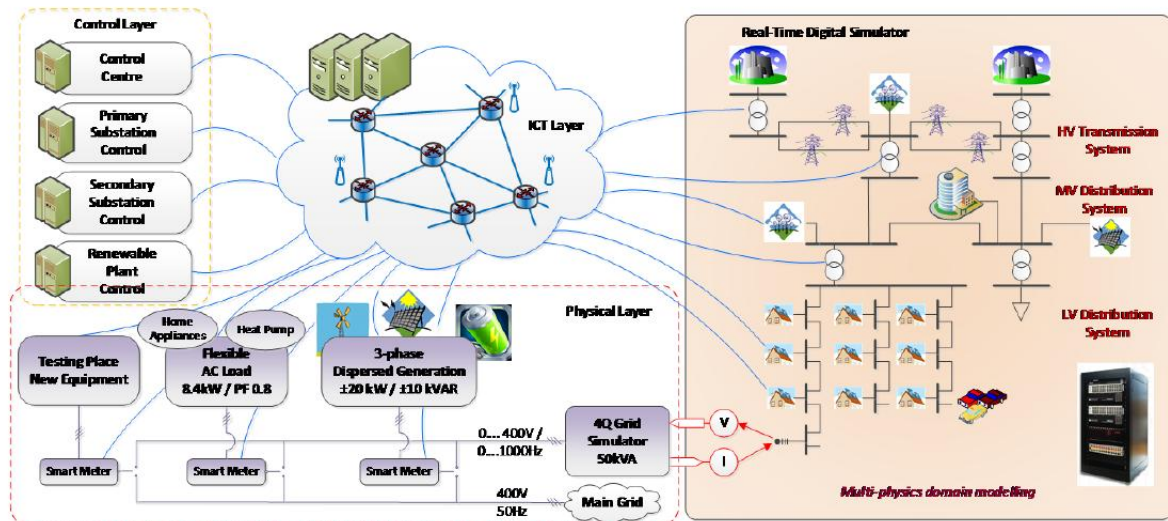 Control Layer
Control
Centre
Primary
Substation
Control
Secondary
Substation
Control
Renewable
Plant
Control
ICT Layer
Real-Time Digital Simulator
HV Transmission
System
MV Distribution
System
LV Distribution
System
Multi-physics domain modelling
Physical Layer
Home
Appliances
Heat Pump
Testing Place
New Equipment
Flexible
AC Load
8.4kW / PF 0.8
3-phase
Dispersed Generation
±20 kW / ±10 kVAR
Smart Meter
Smart Meter
Smart Meter
0....400V /
0...1000Hz
4Q Grid
Simulator
50kVA
V
I
400V
50Hz
Main Grid